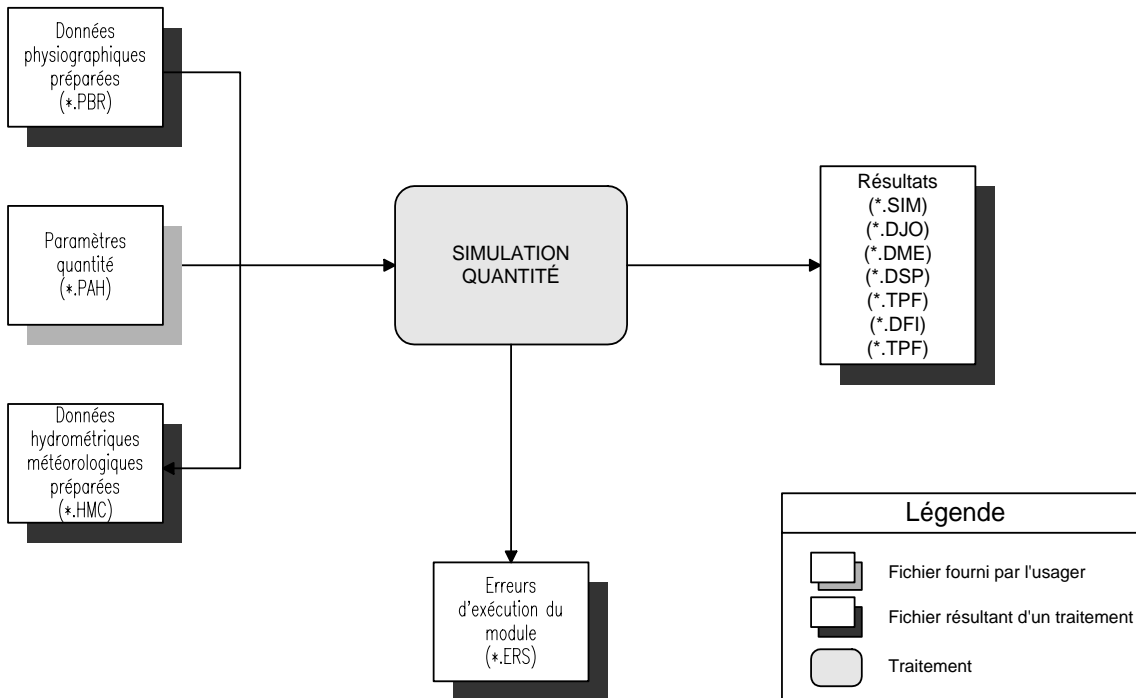 Données
physiographiques
préparées
(*.PBR)
Paramètres
quantité
(*.PAH)
Données
hydrométriques
météorologiques
préparées
(*.HMC)
SIMULATION
QUANTITÉ
Résultats
(*.SIM)
(*.DJO)
(*.DME)
(*.DSP)
(*.TPF)
(*.DFI)
(*.TPF)
Erreurs
d'exécution du
module
(*.ERS)
Légende
Fichier fourni par l'usager
Fichier résultant d'un traitement
Traitement